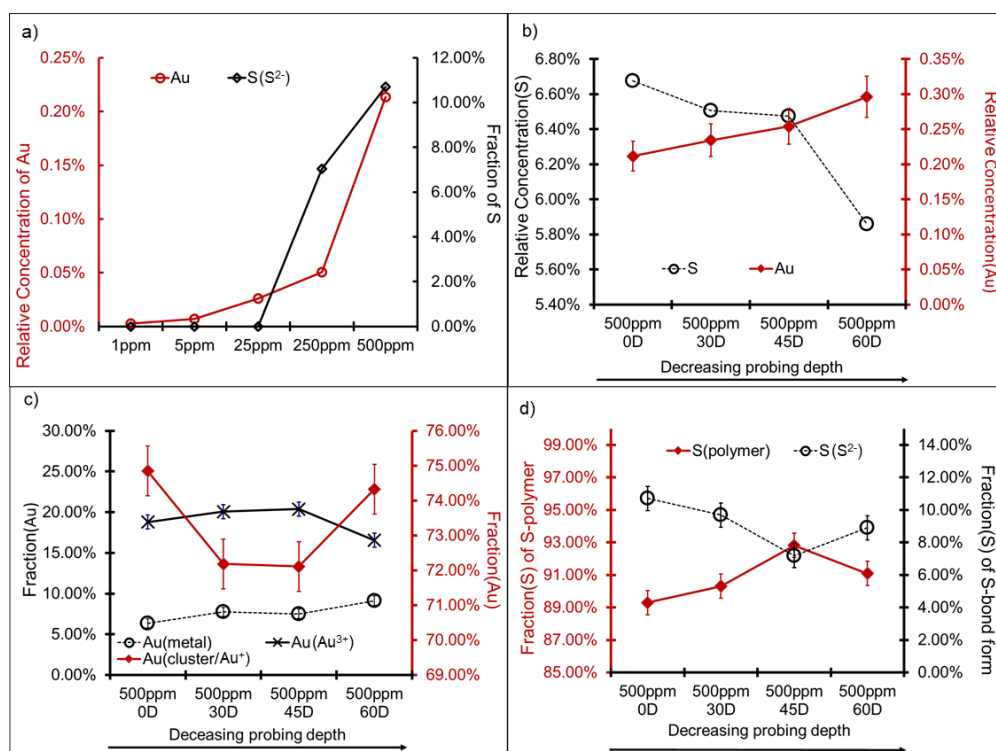 a)
Relative Concentration of Au
0.25%
0.20%
0.15%
0.10%
0.05%
0.00%
Au
S(S2-)
12.00%
10.00%
8.00%
6.00%
4.00%
2.00%
0.00%
Fraction of S
1ppm 5ppm 25ppm 250ppm 500ppm
b)
Relative Concentration(S)
6.80%
6.60%
6.40%
6.20%
6.00%
5.80%
5.60%
5.40%
S
Au
0.35%
0.30%
0.25%
0.20%
0.15%
0.10%
0.05%
0.00%
Relative Concentration(Au)
500ppm 500ppm 500ppm 500ppm
0D 30D 45D 60D
Decreasing probing depth
c)
Fraction(Au)
30.00%
25.00%
20.00%
15.00%
10.00%
5.00%
0.00%
Au(metal)
Au(Au3+)
Au(cluster/Au+)
76.00%
75.00%
74.00%
73.00%
72.00%
71.00%
70.00%
69.00%
Fraction(Au)
500ppm 500ppm 500ppm 500ppm
0D 30D 45D 60D
Deceasing probing depth
d)
Fraction(S) of S-polymer
99.00%
97.00%
95.00%
93.00%
91.00%
89.00%
87.00%
85.00%
S(polymer)
S(S2-)
14.00%
12.00%
10.00%
8.00%
6.00%
4.00%
2.00%
0.00%
Fraction(S) of S-bond form
500ppm 500ppm 500ppm 500ppm
0D 30D 45D 60D
Decreasing probing depth